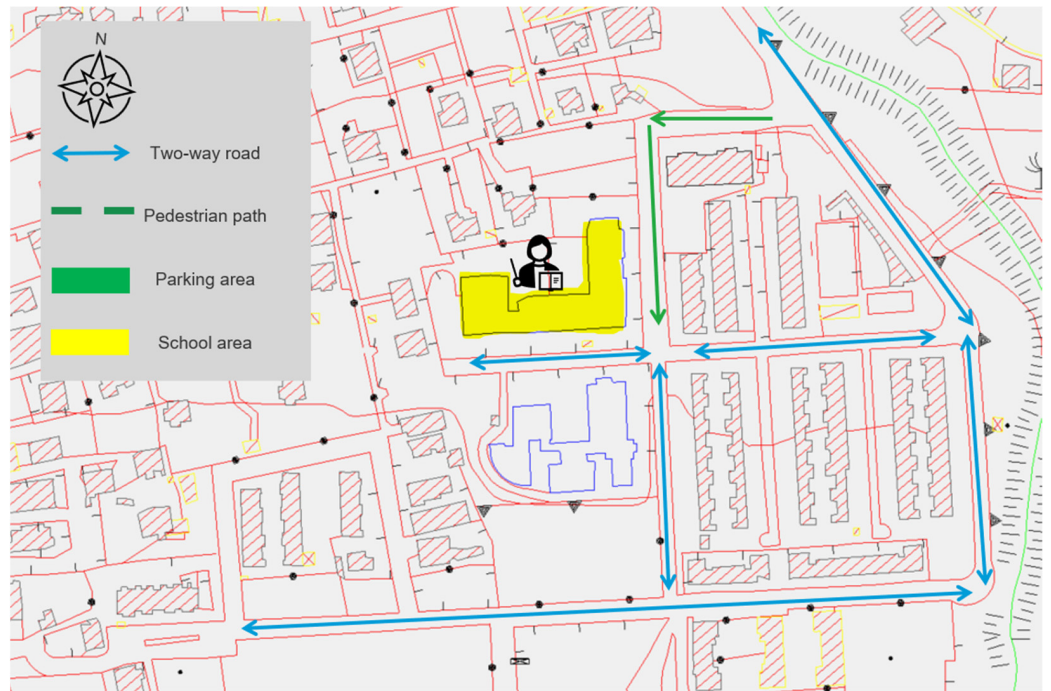 N
Two-way road
Pedestrian path
Parking area
School area